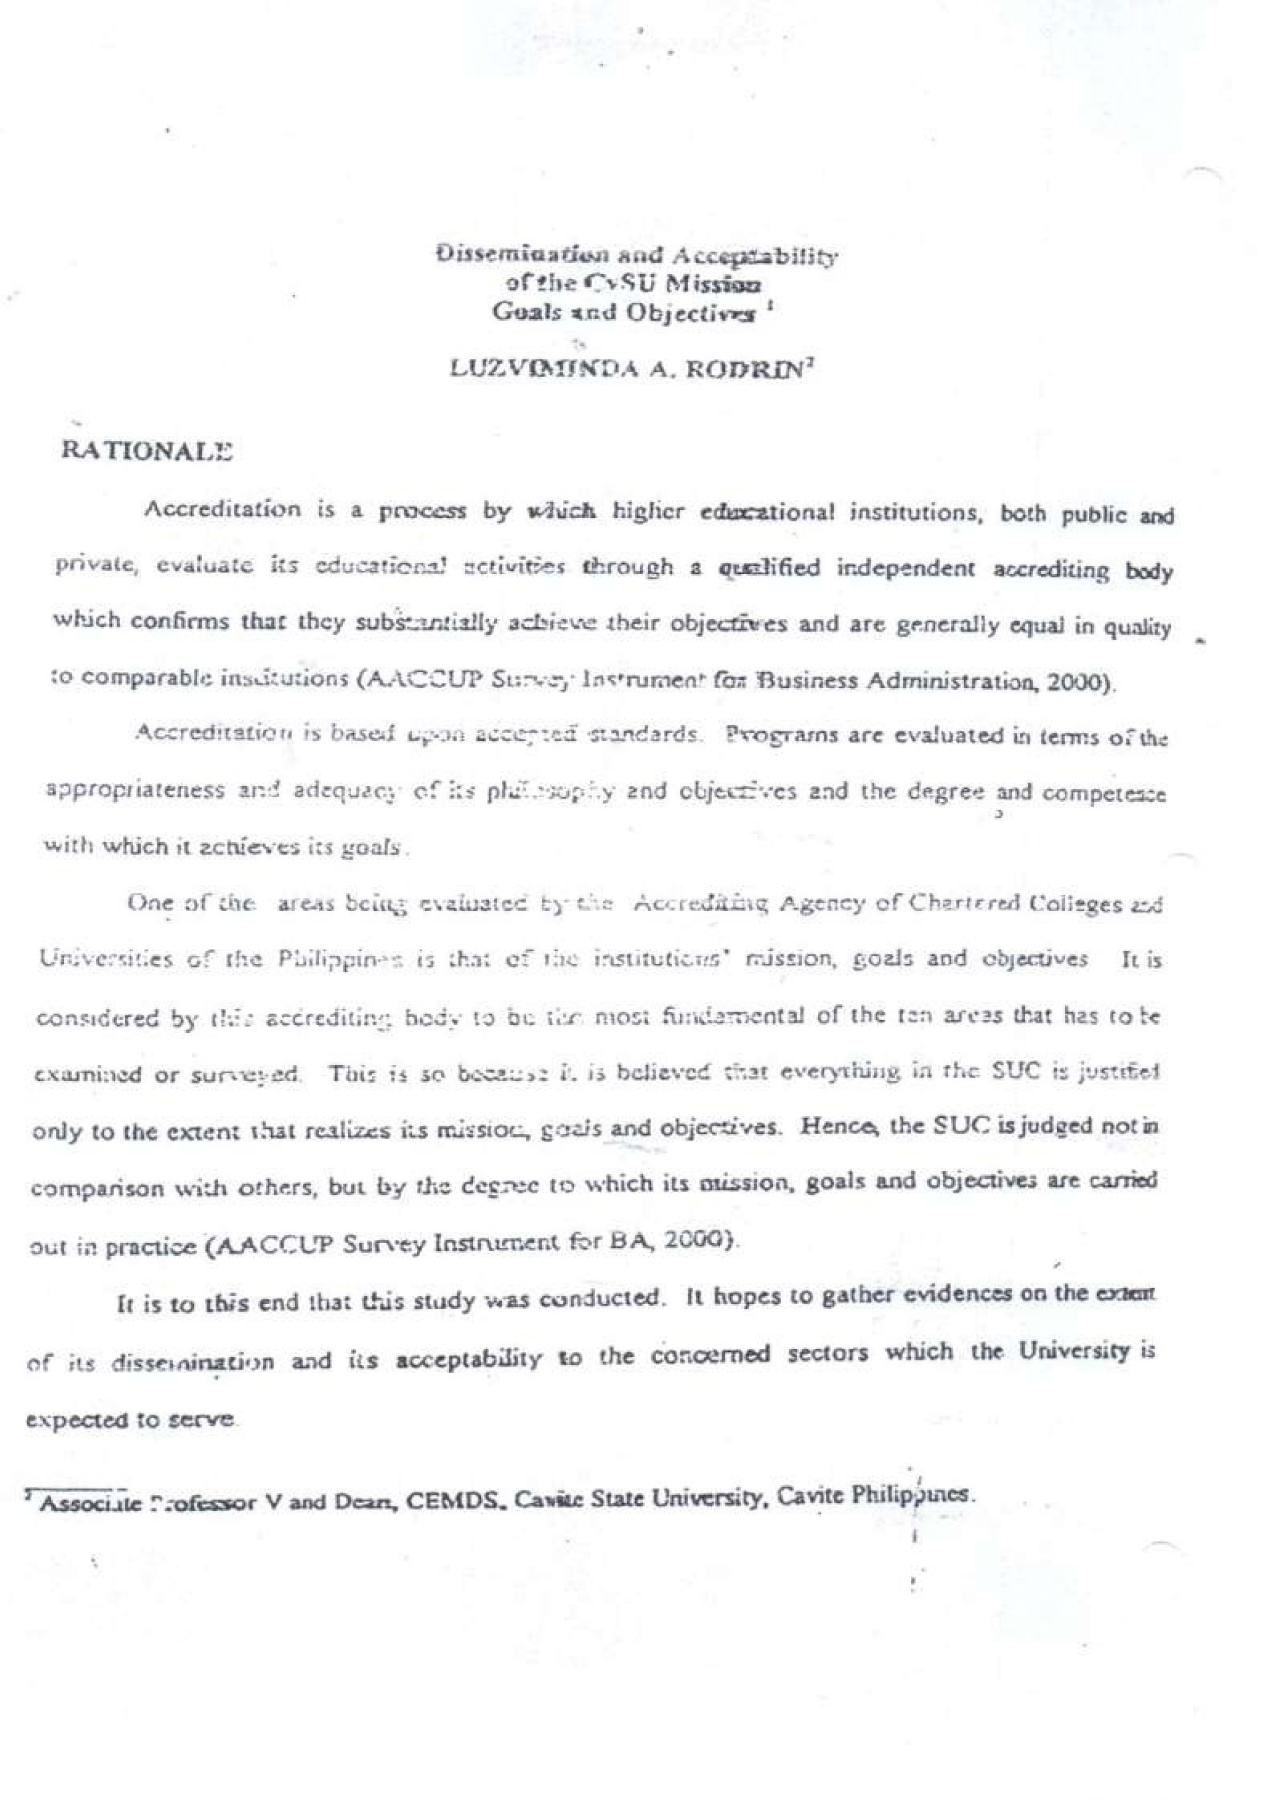 Dissemination and Acceptability
of the CvSU Mission
Goals and Objectives ¹
LUZVIMINDA A. RODRIN²
RATIONALE
Accreditation is a process by which higher educational institutions, both public and
private, evaluate its educational activities through a qualified independent accrediting body
which confirms that they substantially achieve their objectives and are generally equal in quality
to comparable institutions (AACCUP Survey Instrument for Business Administration, 2000).
Accreditation is based upon accepted standards. Programs are evaluated in terms of the
appropriateness and adequacy of its philosophy and objectives and the degree and competence
with which it achieves its goals.
One of the areas being evaluated by the Accrediting Agency of Chartered Colleges and
Universities of the Philippines is that of the institutions' mission, goals and objectives It is
considered by this accrediting body to be the most fundamental of the ten areas that has to be
examined or surveyed. This is so because it is believed that everything in the SUC is justified
only to the extent that realizes its mission, goals and objectives. Hence, the SUC is judged not in
comparison with others, but by the degree to which its mission, goals and objectives are carried
out in practice (AACCUP Survey Instrument for BA, 2000).
It is to this end that this study was conducted. It hopes to gather evidences on the extent
of its dissemination and its acceptability to the concerned sectors which the University is
expected to serve.
² Associate Professor V and Dean, CEMDS. Cavite State University, Cavite Philippines.